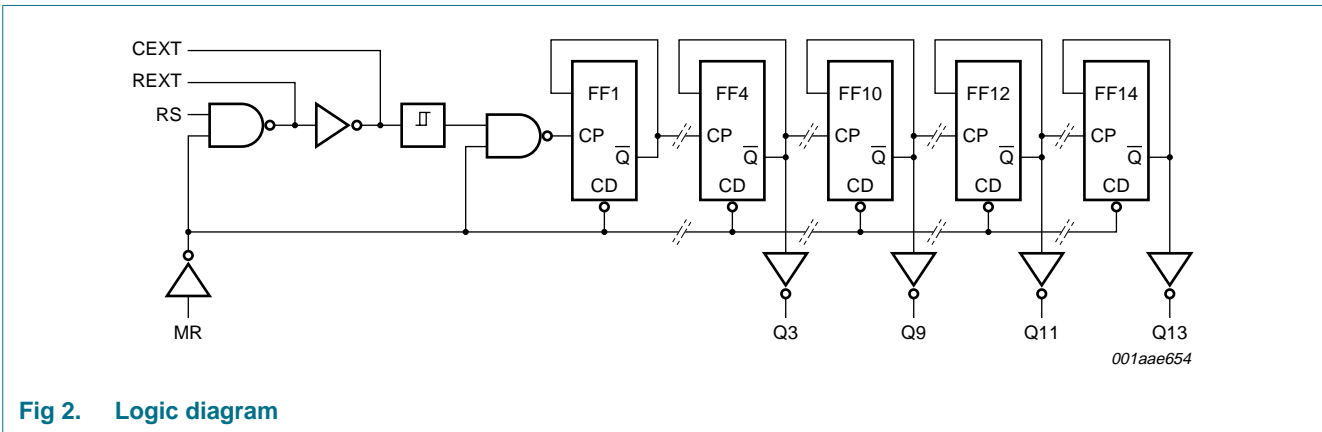 CEXT
REXT
RS
FF1 FF4 FF10 FF12 FF14
CP CP CP CP CP
Q Q Q Q Q
CD CD CD CD CD
MR Q3 Q9 Q11 Q13
001aae654
Fig 2. Logic diagram